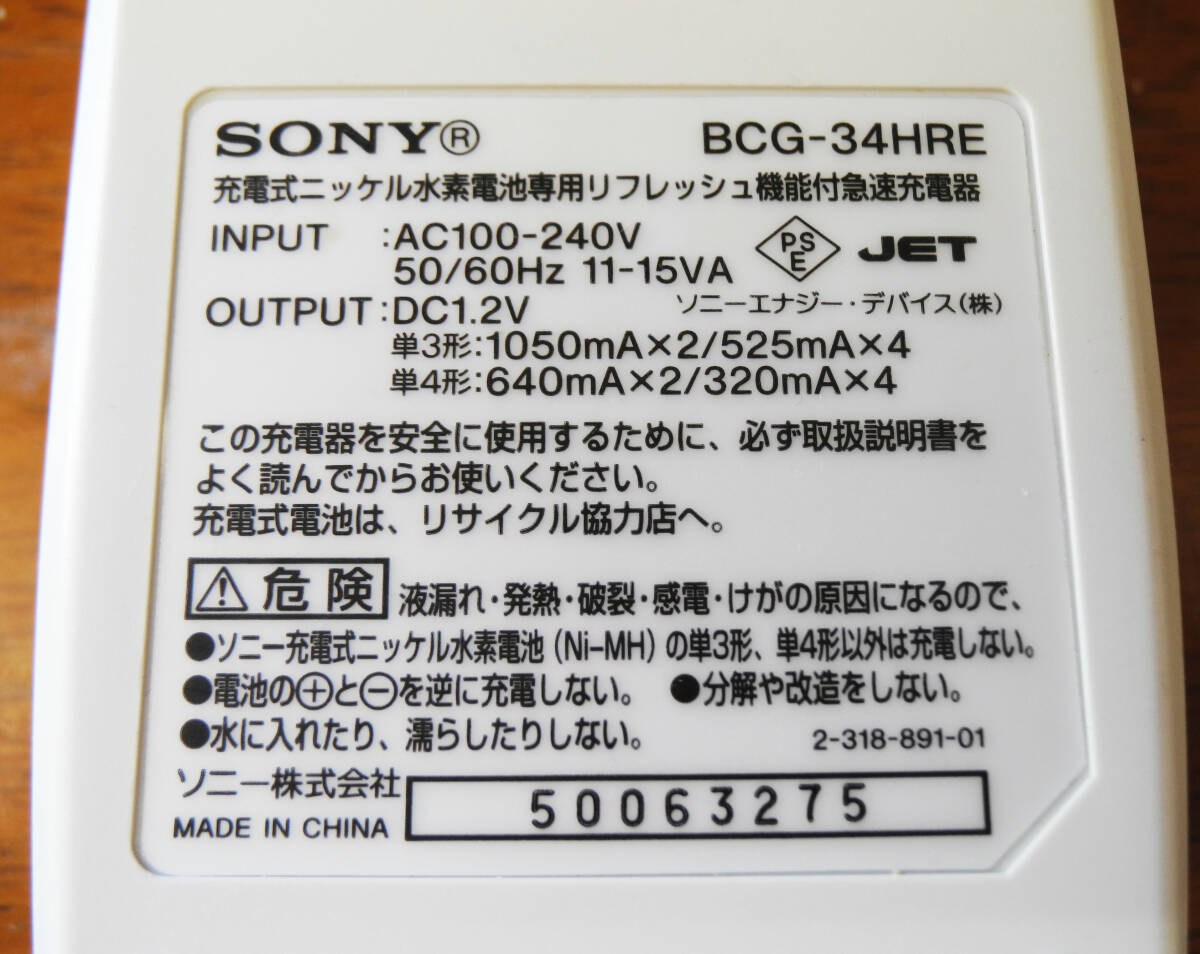 SONY® BCG-34HRE
充電式ニッケル水素電池専用リフレッシュ機能付急速充電器
INPUT :AC100-240V
50/60Hz 11-15VA
PSE JET
OUTPUT:DC1.2V
ソニーエナジー・デバイス(株)
単3形:1050mA×2/525mA×4
単4形:640mA×2/320mA×4
この充電器を安全に使用するために、必ず取扱説明書を
よく読んでからお使いください。
充電式電池は、リサイクル協力店へ。
⚠危険 液漏れ・発熱・破裂・感電・けがの原因になるので、
●ソニー充電式ニッケル水素電池(Ni-MH)の単3形、単4形以外は充電しない。
●電池の⊕と⊖を逆に充電しない。 ●分解や改造をしない。
●水に入れたり、濡らしたりしない。 2-318-891-01
ソニー株式会社
MADE IN CHINA 50063275